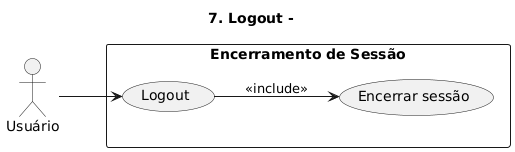 7. Logout -
Encerramento de Sessão
Usuário
Logout
«include»
Encerrar sessão